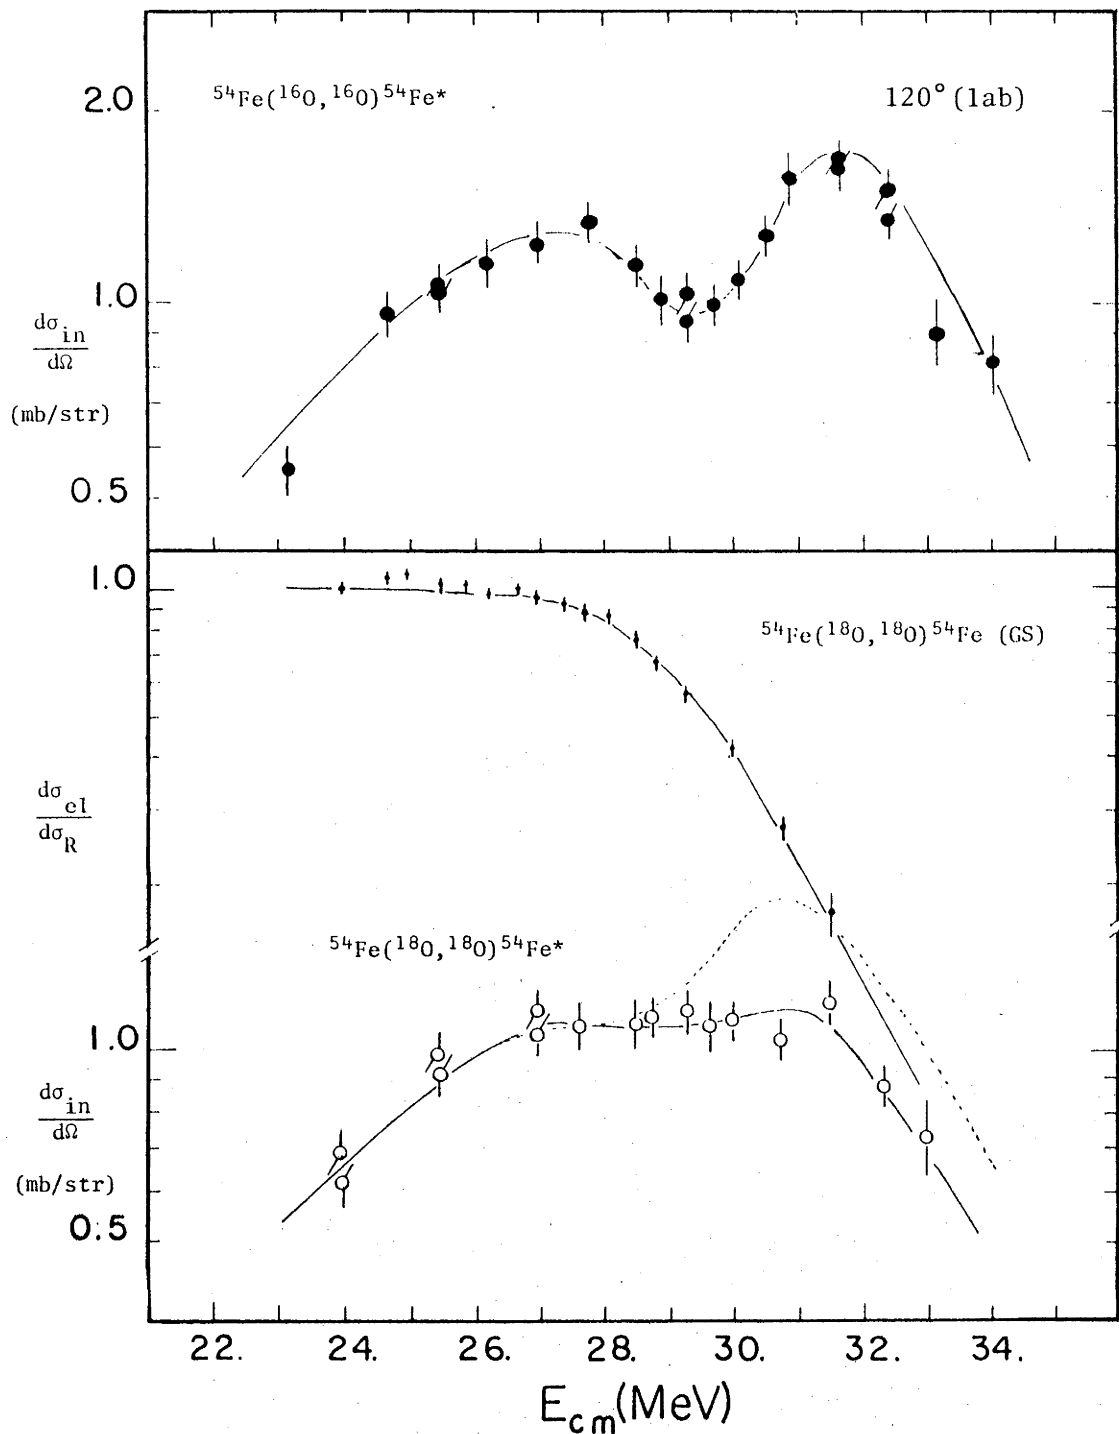 ⁵⁴Fe(¹⁶O,¹⁶O)⁵⁴Fe*
120°(lab)
2.0
1.0
dσin
dΩ
(mb/str)
0.5
1.0
⁵⁴Fe(¹⁸O,¹⁸O)⁵⁴Fe (GS)
dσel
dσR
⁵⁴Fe(¹⁸O,¹⁸O)⁵⁴Fe*
1.0
dσin
dΩ
(mb/str)
0.5
22. 24. 26. 28. 30. 32. 34.
Ecm(MeV)